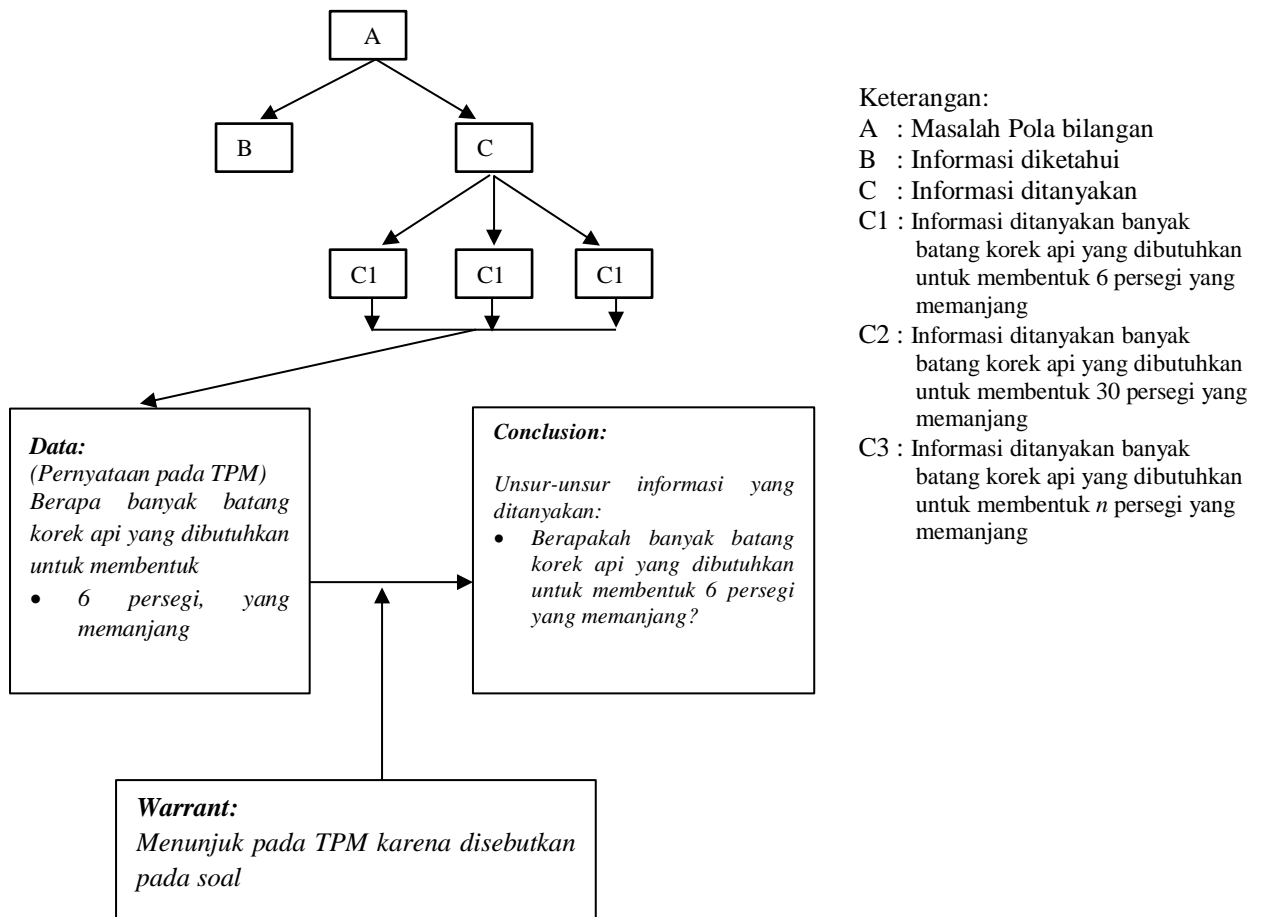 A
B
C
C1
C1
C1
Keterangan:
A : Masalah Pola bilangan
B : Informasi diketahui
C : Informasi ditanyakan
C1 : Informasi ditanyakan banyak
batang korek api yang dibutuhkan
untuk membentuk 6 persegi yang
memanjang
C2 : Informasi ditanyakan banyak
batang korek api yang dibutuhkan
untuk membentuk 30 persegi yang
memanjang
C3 : Informasi ditanyakan banyak
batang korek api yang dibutuhkan
untuk membentuk n persegi yang
memanjang
Data:
(Pernyataan pada TPM)
Berapa banyak batang
korek api yang dibutuhkan
untuk membentuk
• 6 persegi, yang
memanjang
Conclusion:
Unsur-unsur informasi yang
ditanyakan:
• Berapakah banyak batang
korek api yang dibutuhkan
untuk membentuk 6 persegi
yang memanjang?
Warrant:
Menunjuk pada TPM karena disebutkan
pada soal